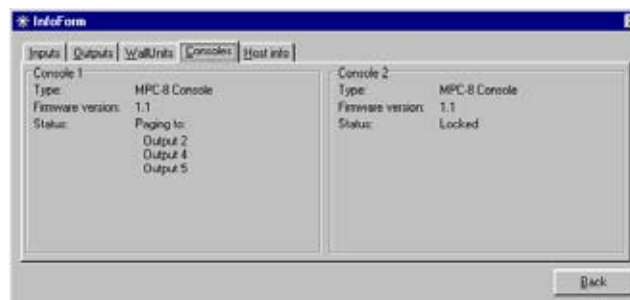 InfoForm
Inputs Outputs WallUnits Consoles Host info
Console 1
Type: MPC-8 Console
Firmware version: 1.1
Status: Paging to:
Output 2
Output 4
Output 5
Console 2
Type: MPC-8 Console
Firmware version: 1.1
Status: Locked
Back